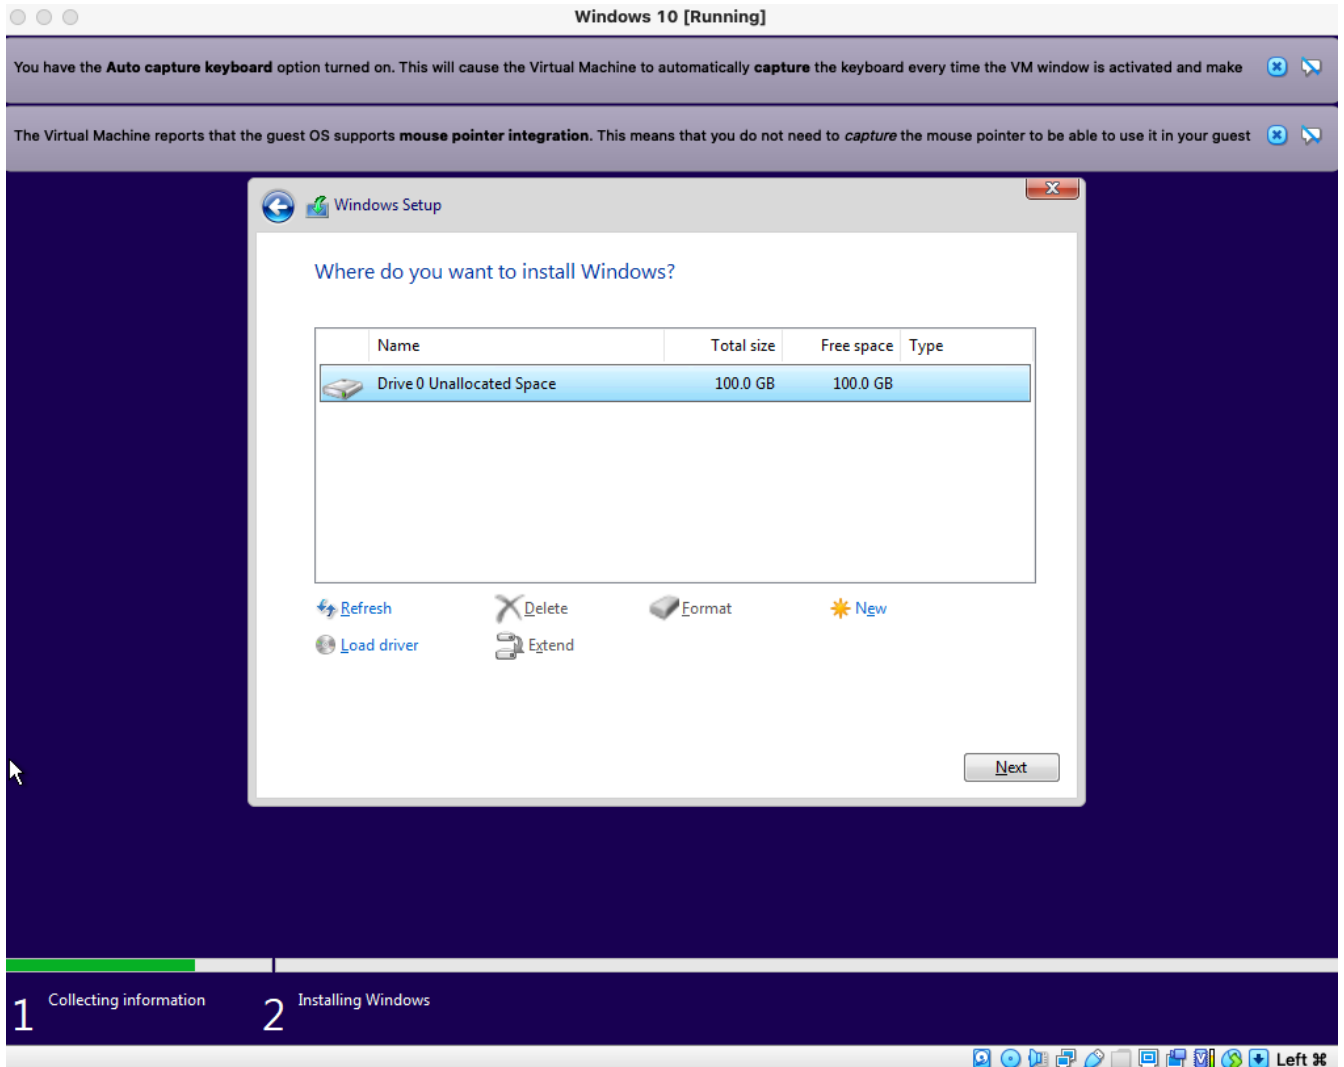 Windows 10 [Running]
You have the Auto capture keyboard option turned on. This will cause the Virtual Machine to automatically capture the keyboard every time the VM window is activated and make
The Virtual Machine reports that the guest OS supports mouse pointer integration. This means that you do not need to capture the mouse pointer to be able to use it in your guest
Windows Setup
X
Where do you want to install Windows?
Name Total size Free space Type
Drive 0 Unallocated Space 100.0 GB 100.0 GB
Refresh Delete Format New
Load driver Extend
Next
1 Collecting information 2 Installing Windows
Left ⌘